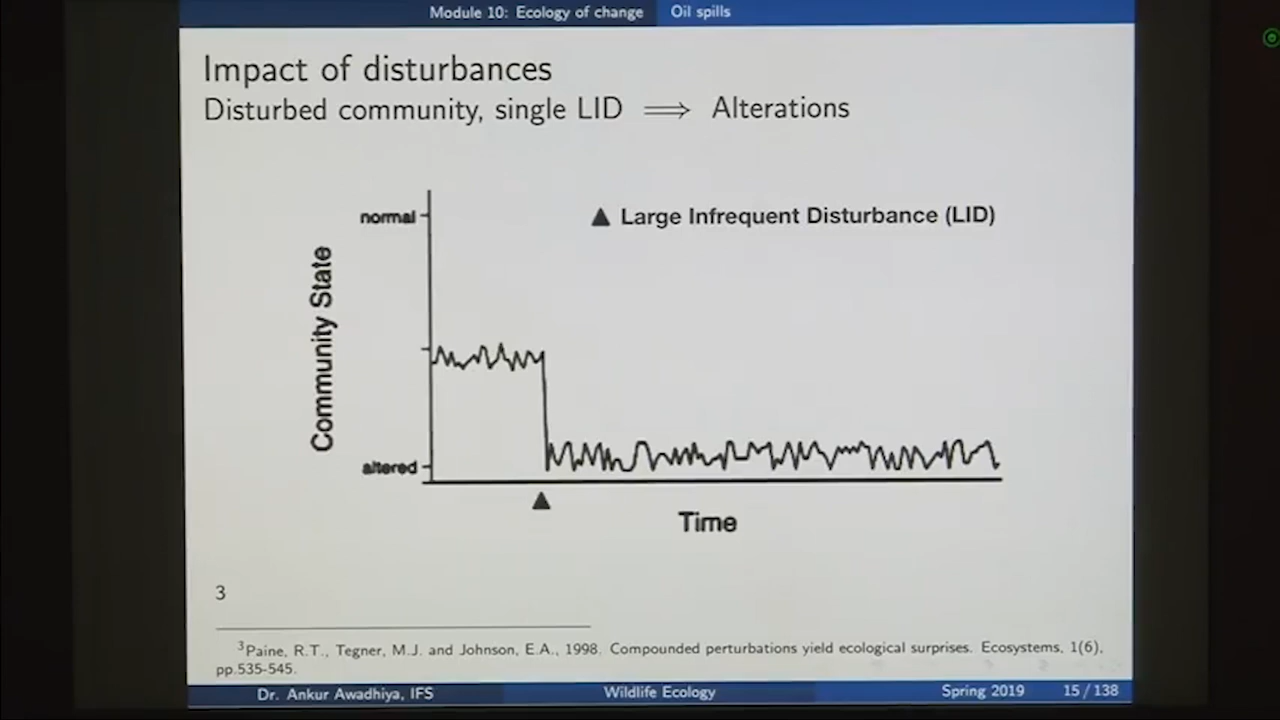 Module 10: Ecology of change Oil spills
Impact of disturbances
Disturbed community, single LID ⟹ Alterations
normal
▲ Large Infrequent Disturbance (LID)
Community State
altered
▲
Time
3
3Paine, R.T., Tegner, M.J. and Johnson, E.A., 1998. Compounded perturbations yield ecological surprises. Ecosystems, 1(6),
pp.535-545.
Dr. Ankur Awadhiya, IFS Wildlife Ecology Spring 2019 15 / 138